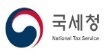 국세청
National Tax Service